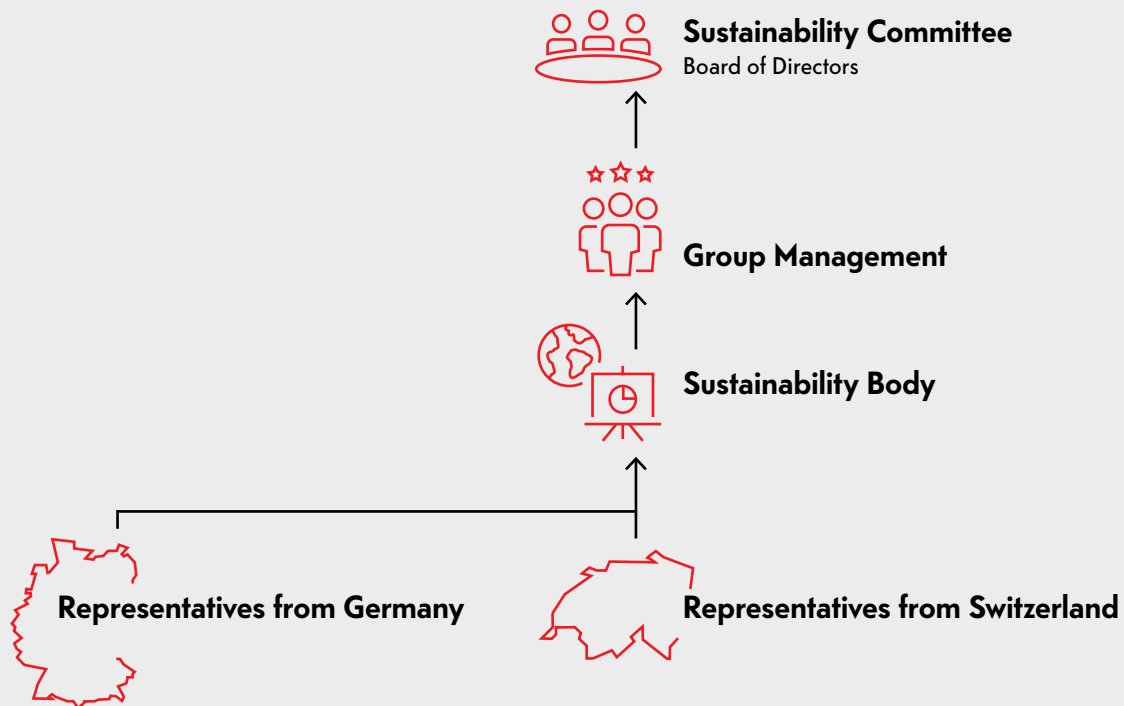 Sustainability Committee
Board of Directors
Group Management
Sustainability Body
Representatives from Germany
Representatives from Switzerland